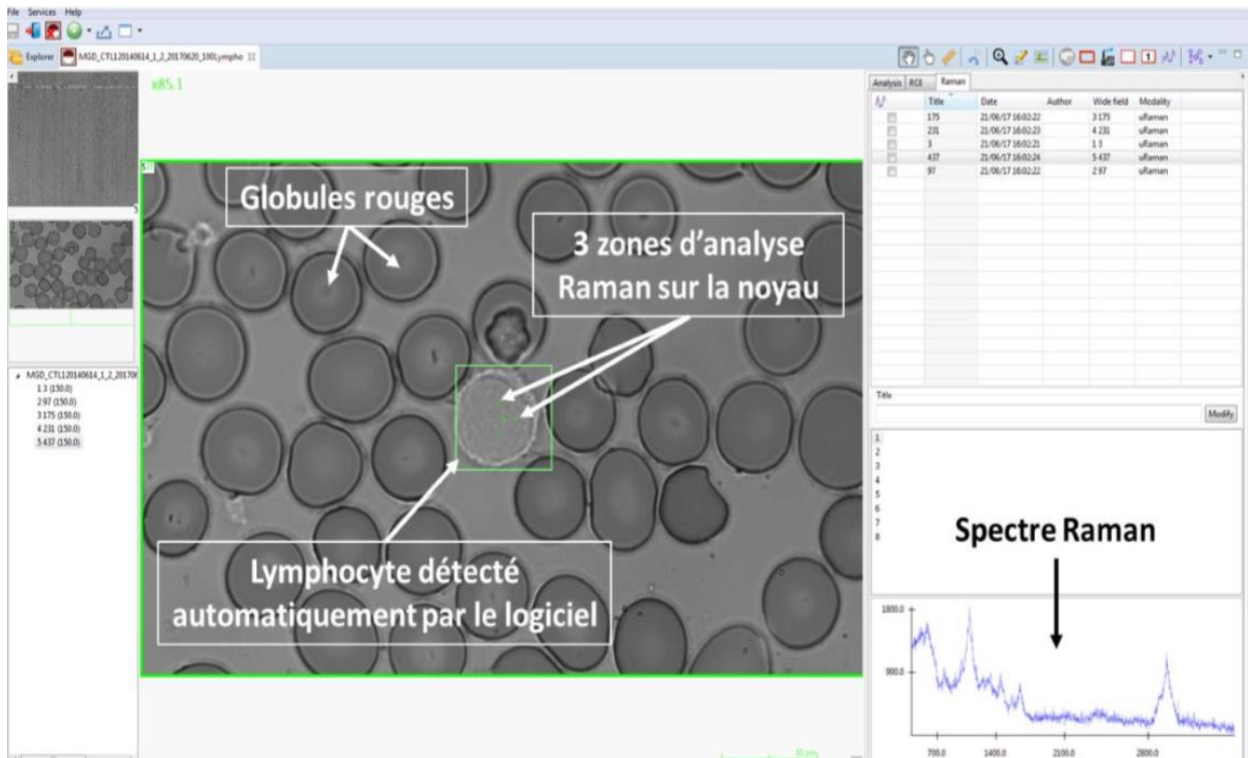 File Services Help
Explorer MGD_CTL120140614_1_2_20170620_100Lympho
x85.1
5
Globules rouges
3 zones d'analyse
Raman sur la noyau
Lymphocyte détecté
automatiquement par le logiciel
MGD_CTL120140614_1_2_20170
1 3 (150.0)
2 97 (150.0)
3 175 (150.0)
4 231 (150.0)
5 437 (150.0)
Analysis ROI Raman
Title Date Author Wide field Modality
175 21/06/17 16:02:22 3 175 uRaman
231 21/06/17 16:02:23 4 231 uRaman
3 21/06/17 16:02:21 1 3 uRaman
437 21/06/17 16:02:24 5 437 uRaman
97 21/06/17 16:02:22 2 97 uRaman
Title
Modify
1
2
3
4
5
6
7
8
Spectre Raman
1800.0
900.0
700.0 1400.0 2100.0 2800.0